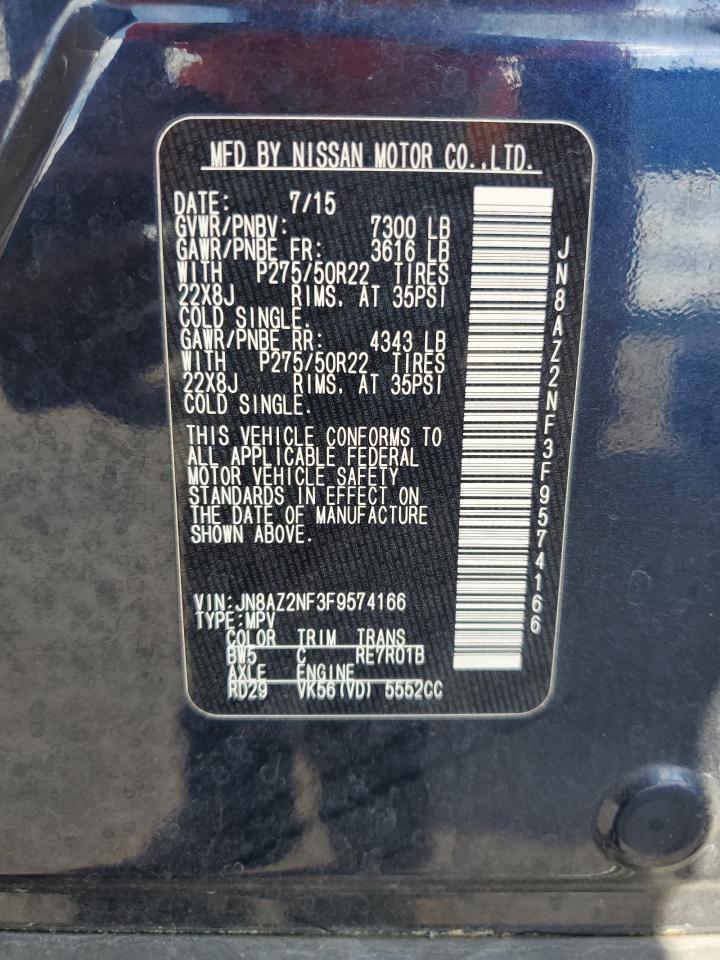 MFD BY NISSAN MOTOR CO.,LTD.
DATE: 7/15
GVWR/PNBV: 7300 LB
GAWR/PNBE FR: 3616 LB
WITH P275/50R22 TIRES
22X8J RIMS, AT 35PSI
COLD SINGLE.
GAWR/PNBE RR: 4343 LB
WITH P275/50R22 TIRES
22X8J RIMS, AT 35PSI
COLD SINGLE.
THIS VEHICLE CONFORMS TO
ALL APPLICABLE FEDERAL
MOTOR VEHICLE SAFETY
STANDARDS IN EFFECT ON
THE DATE OF MANUFACTURE
SHOWN ABOVE.
VIN:JN8AZ2NF3F9574166
TYPE:MPV
COLOR TRIM TRANS
BW5 C RE7R01B
AXLE ENGINE
RD29 VK56(VD) 5552CC
JN8AZ2NF3F9574166